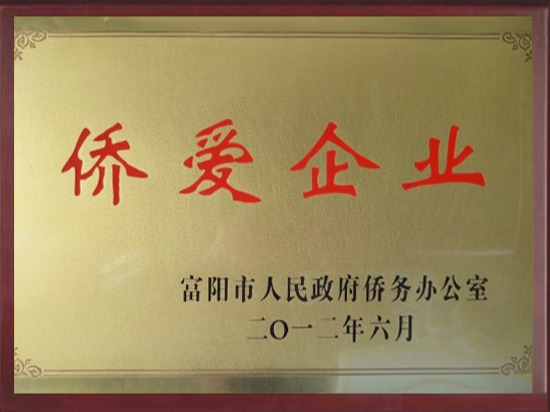 侨爱企业
富阳市人民政府侨务办公室
二〇一二年六月